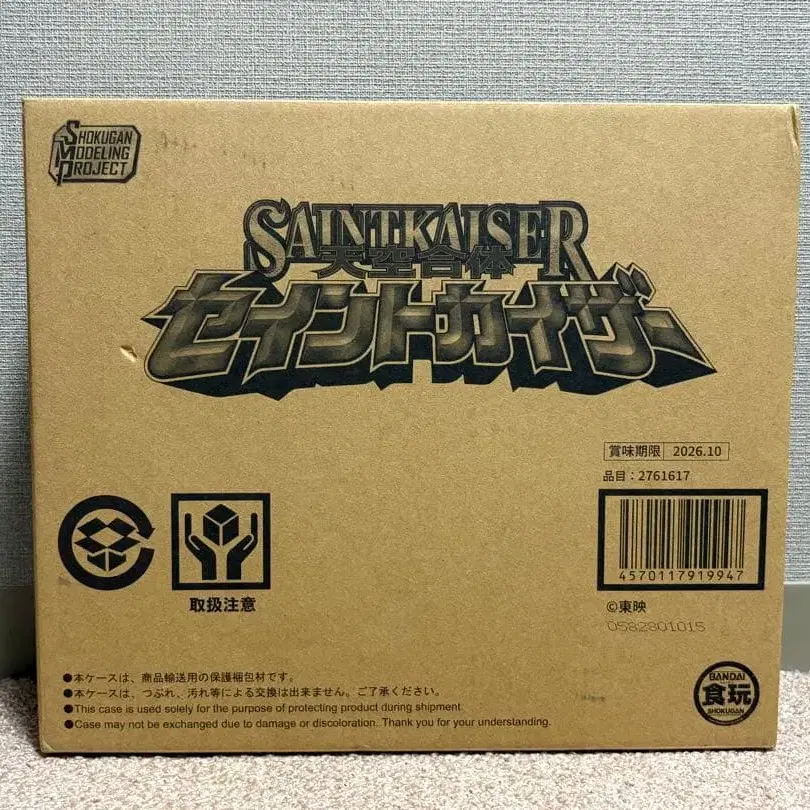 SHOKUGAN
MODELING
PROJECT
SAINTKAISER
天空合体
セイントカイザー
賞味期限 2026.10
品目：2761617
4570117919947
取扱注意
©東映
0582801015
●本ケースは、商品輸送用の保護梱包材です。
●本ケースは、つぶれ、汚れ等による交換は出来ません。ご了承ください。
●This case is used solely for the purpose of protecting product during shipment.
●Case may not be exchanged due to damage or discoloration. Thank you for your understanding.
BANDAI
食玩
SHOKUGAN